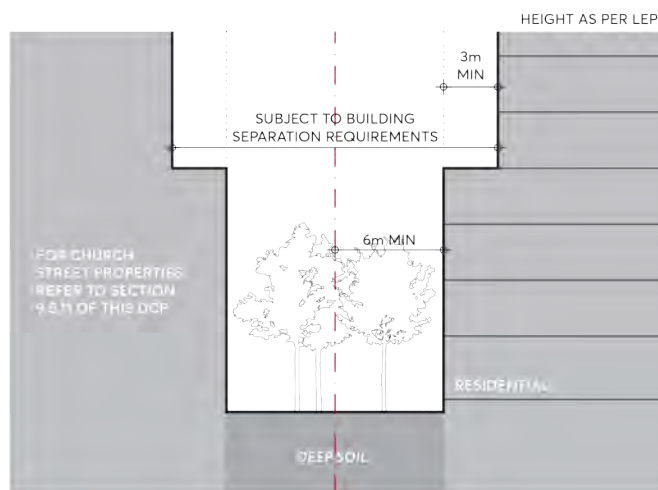 HEIGHT AS PER LEP
3m
MIN
SUBJECT TO BUILDING
SEPARATION REQUIREMENTS
6m MIN
FOR CHURCH
STREET PROPERTIES
REFER TO SECTION
9.5.11 OF THIS DCP
RESIDENTIAL
DEEP SOIL